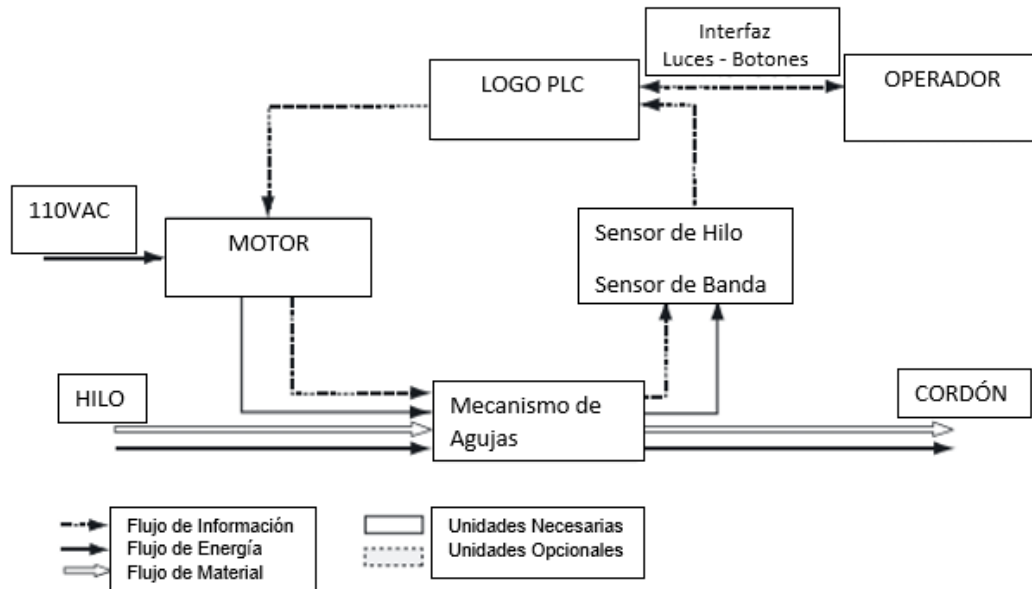 Interfaz
Luces - Botones
LOGO PLC
OPERADOR
110VAC
MOTOR
Sensor de Hilo
Sensor de Banda
HILO
Mecanismo de
Agujas
CORDÓN
Flujo de Información
Flujo de Energía
Flujo de Material
Unidades Necesarias
Unidades Opcionales